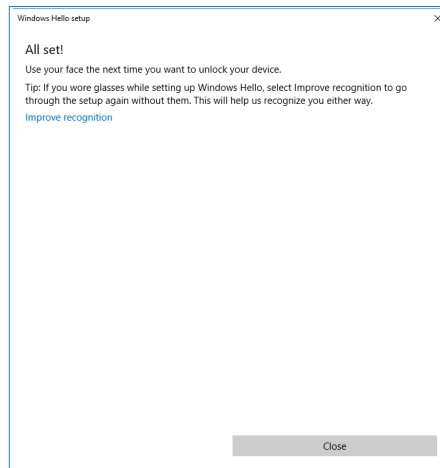 Windows Hello setup
All set!
Use your face the next time you want to unlock your device.
Tip: If you wore glasses while setting up Windows Hello, select Improve recognition to go
through the setup again without them. This will help us recognize you either way.
Improve recognition
Close